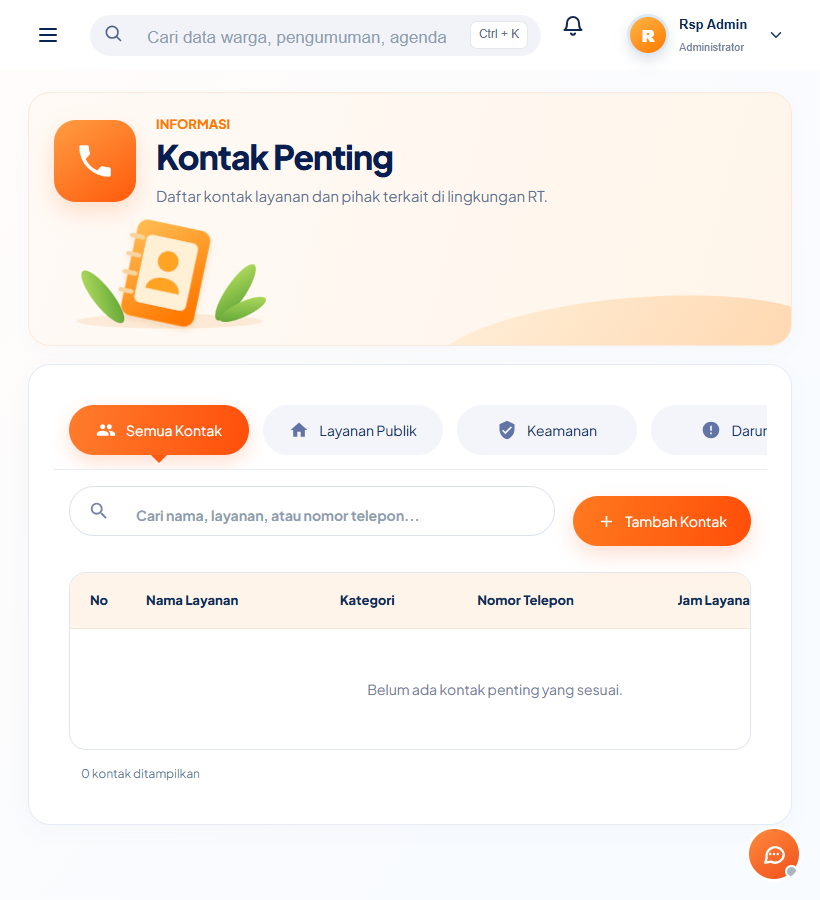 Cari data warga, pengumuman, agenda
Ctrl + K
R
Rsp Admin
Administrator
INFORMASI
Kontak Penting
Daftar kontak layanan dan pihak terkait di lingkungan RT.
Semua Kontak
Layanan Publik
Keamanan
Darur
Cari nama, layanan, atau nomor telepon...
+ Tambah Kontak
No
Nama Layanan
Kategori
Nomor Telepon
Jam Layana
Belum ada kontak penting yang sesuai.
0 kontak ditampilkan